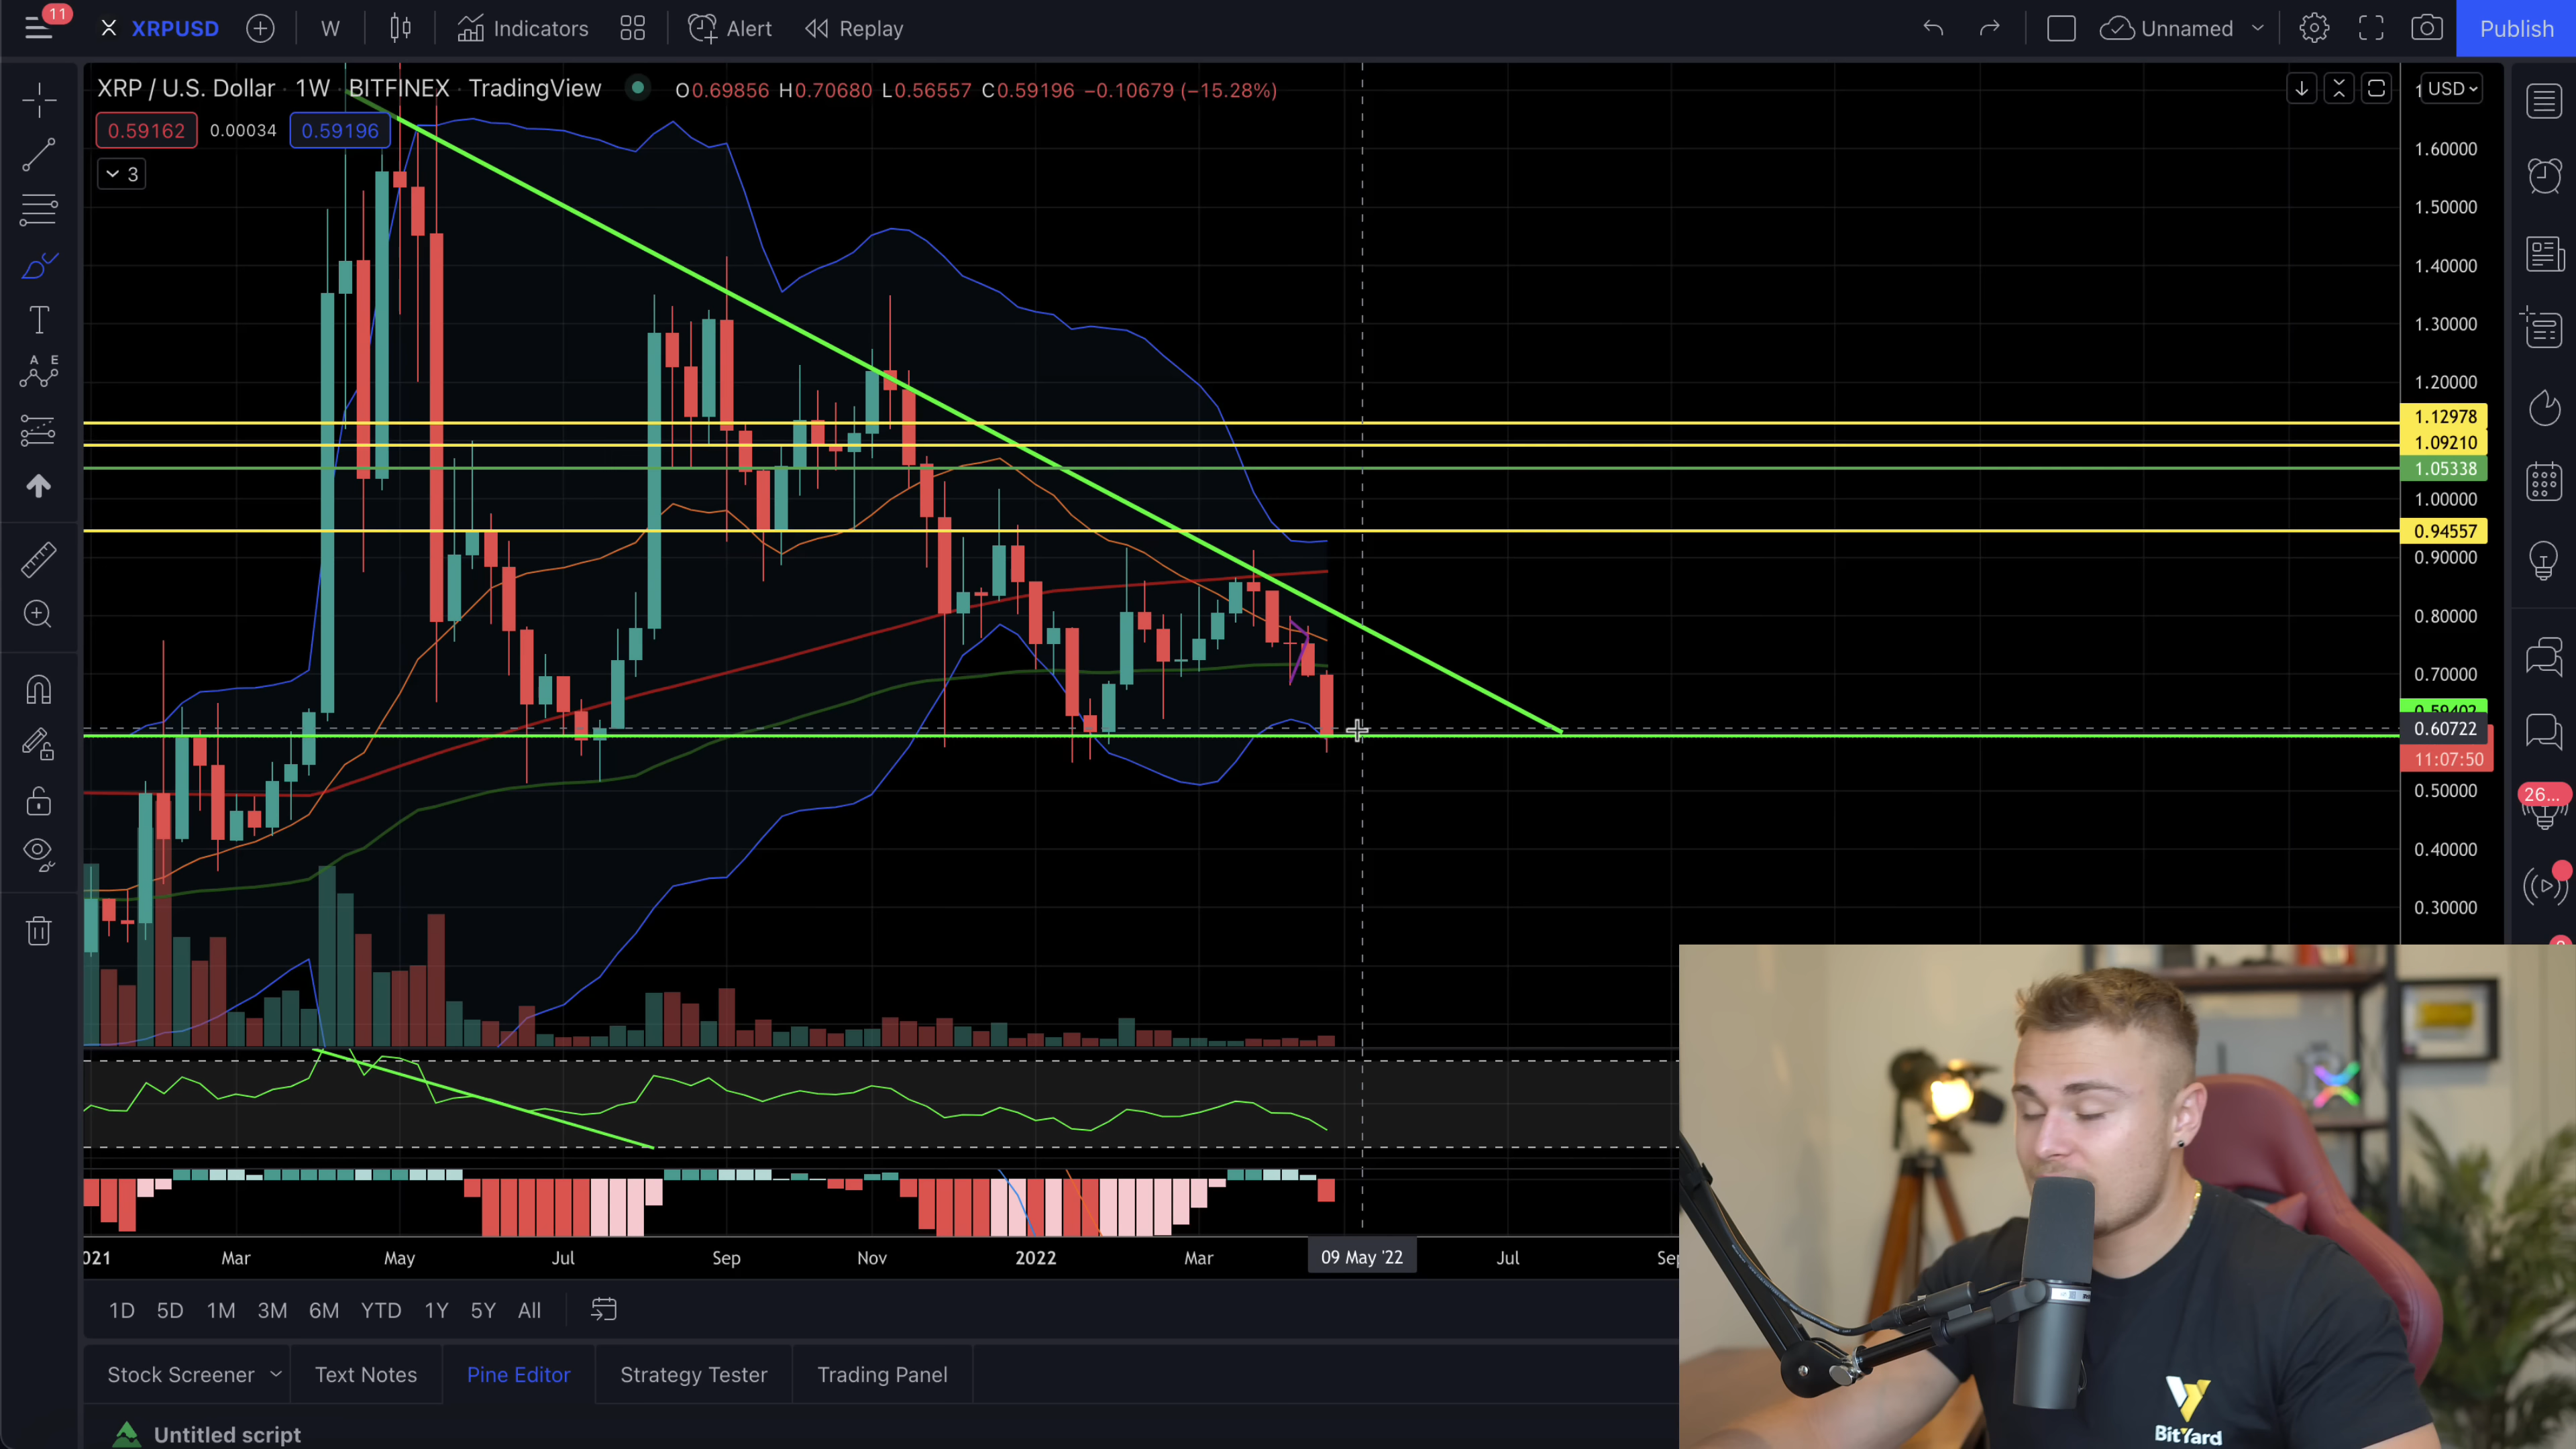 11
XRPUSD
W
Indicators
Alert
Replay
Unnamed
Publish
XRP / U.S. Dollar · 1W · BITFINEX · TradingView
O0.69856 H0.70680 L0.56557 C0.59196 −0.10679 (−15.28%)
USD
0.59162
0.00034
0.59196
3
1.60000
1.50000
1.40000
1.30000
1.20000
1.12978
1.09210
1.05338
1.00000
0.94557
0.90000
0.80000
0.70000
0.59402
0.60722
11:07:50
0.50000
0.40000
0.30000
T
A E
26...
021
Mar
May
Jul
Sep
Nov
2022
Mar
09 May '22
Jul
1D
5D
1M
3M
6M
YTD
1Y
5Y
All
Stock Screener
Text Notes
Pine Editor
Strategy Tester
Trading Panel
Untitled script
BitYard